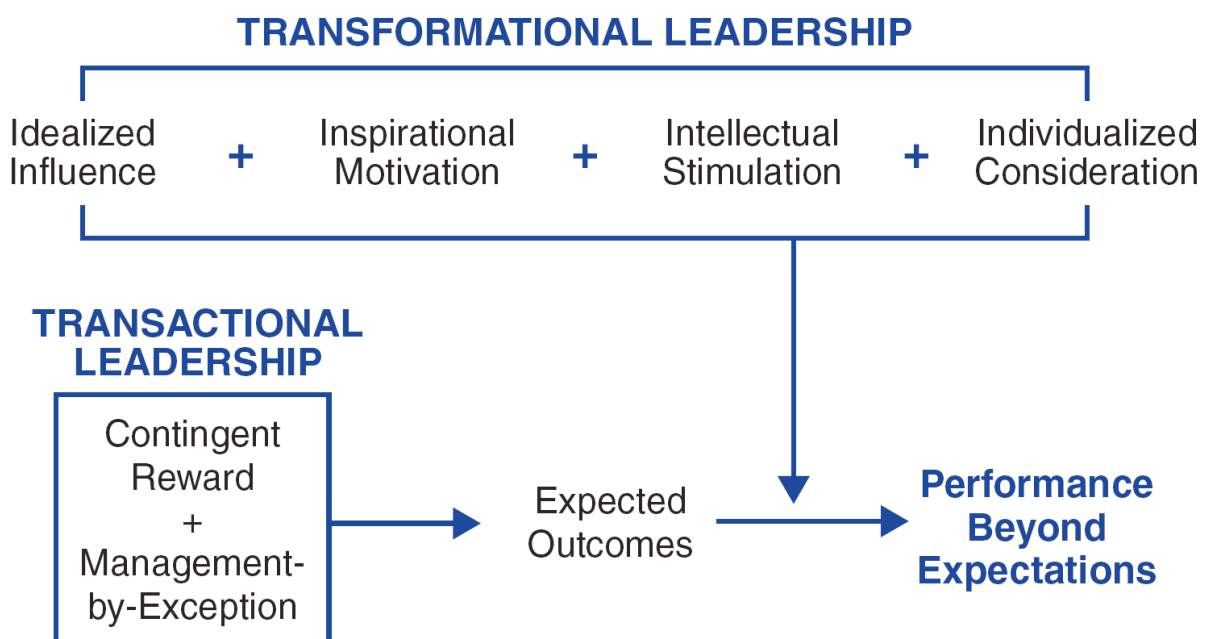 TRANSFORMATIONAL LEADERSHIP
Idealized
Influence
+
Inspirational
Motivation
+
Intellectual
Stimulation
+
Individualized
Consideration
TRANSACTIONAL
LEADERSHIP
Contingent
Reward
+
Management-
by-Exception
Expected
Outcomes
Performance
Beyond
Expectations